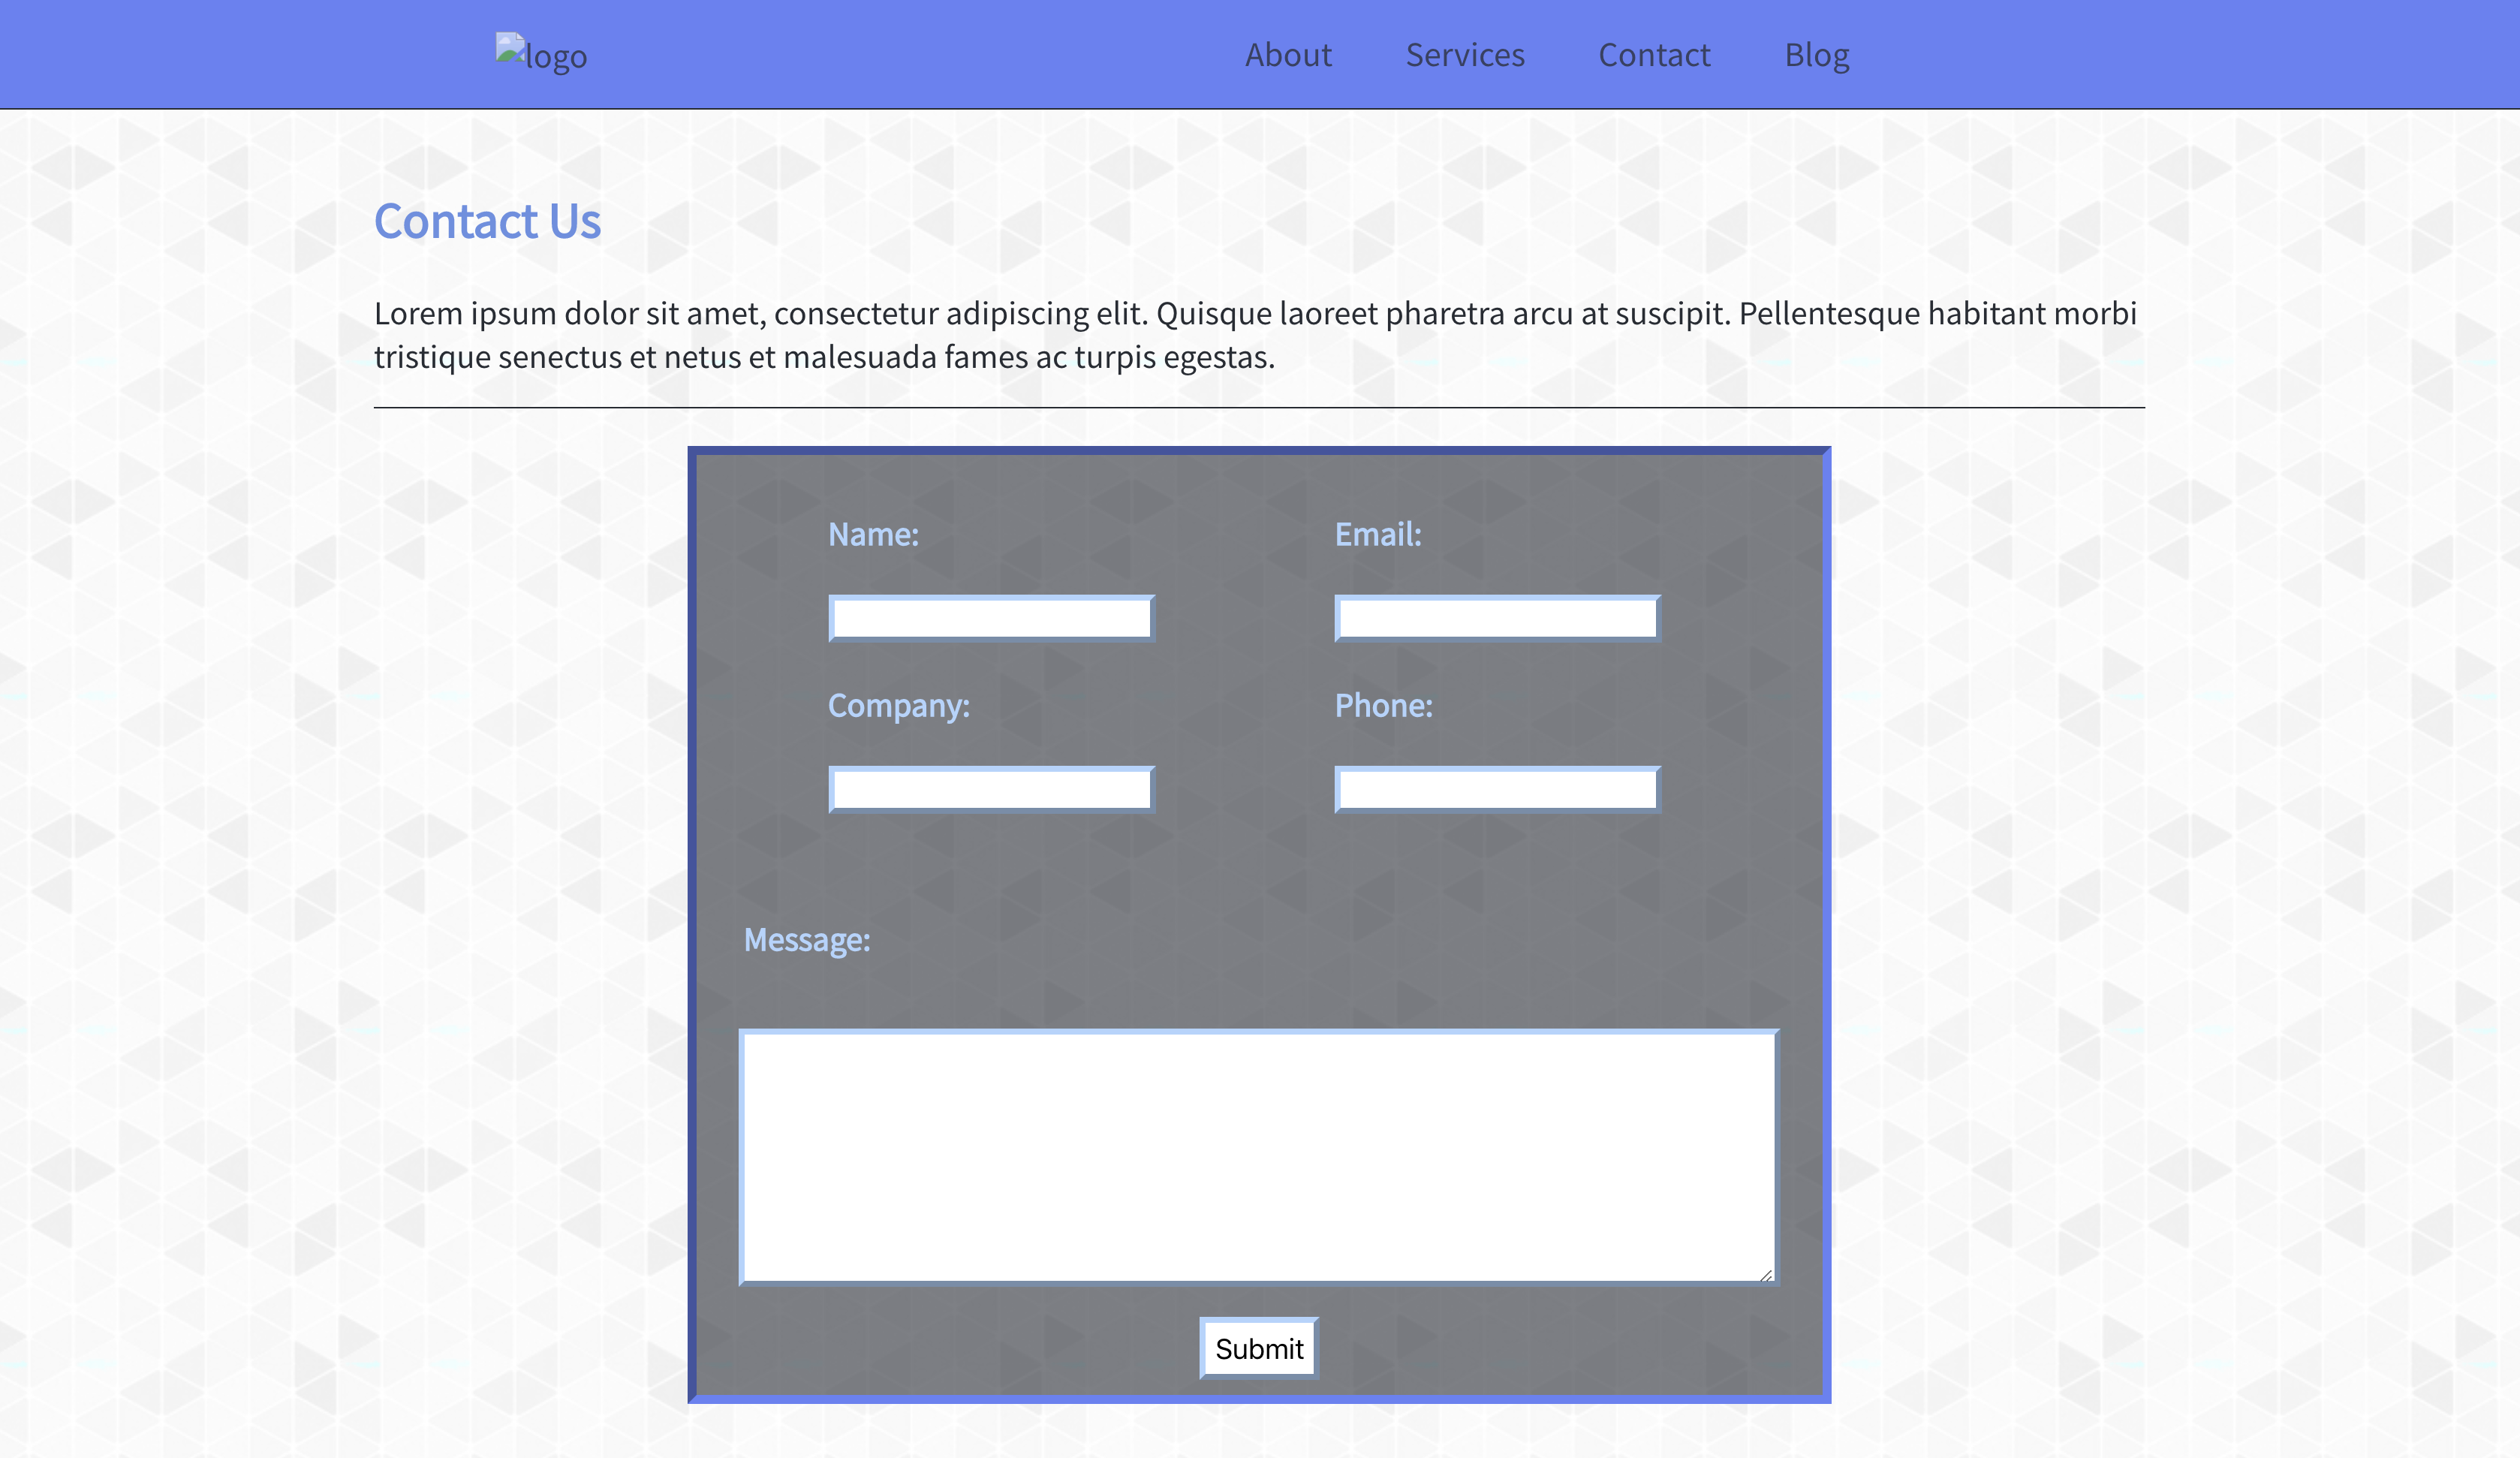 logo
About
Services
Contact
Blog
Contact Us
Lorem ipsum dolor sit amet, consectetur adipiscing elit. Quisque laoreet pharetra arcu at suscipit. Pellentesque habitant morbi
tristique senectus et netus et malesuada fames ac turpis egestas.
Name:
Email:
Company:
Phone:
Message:
Submit